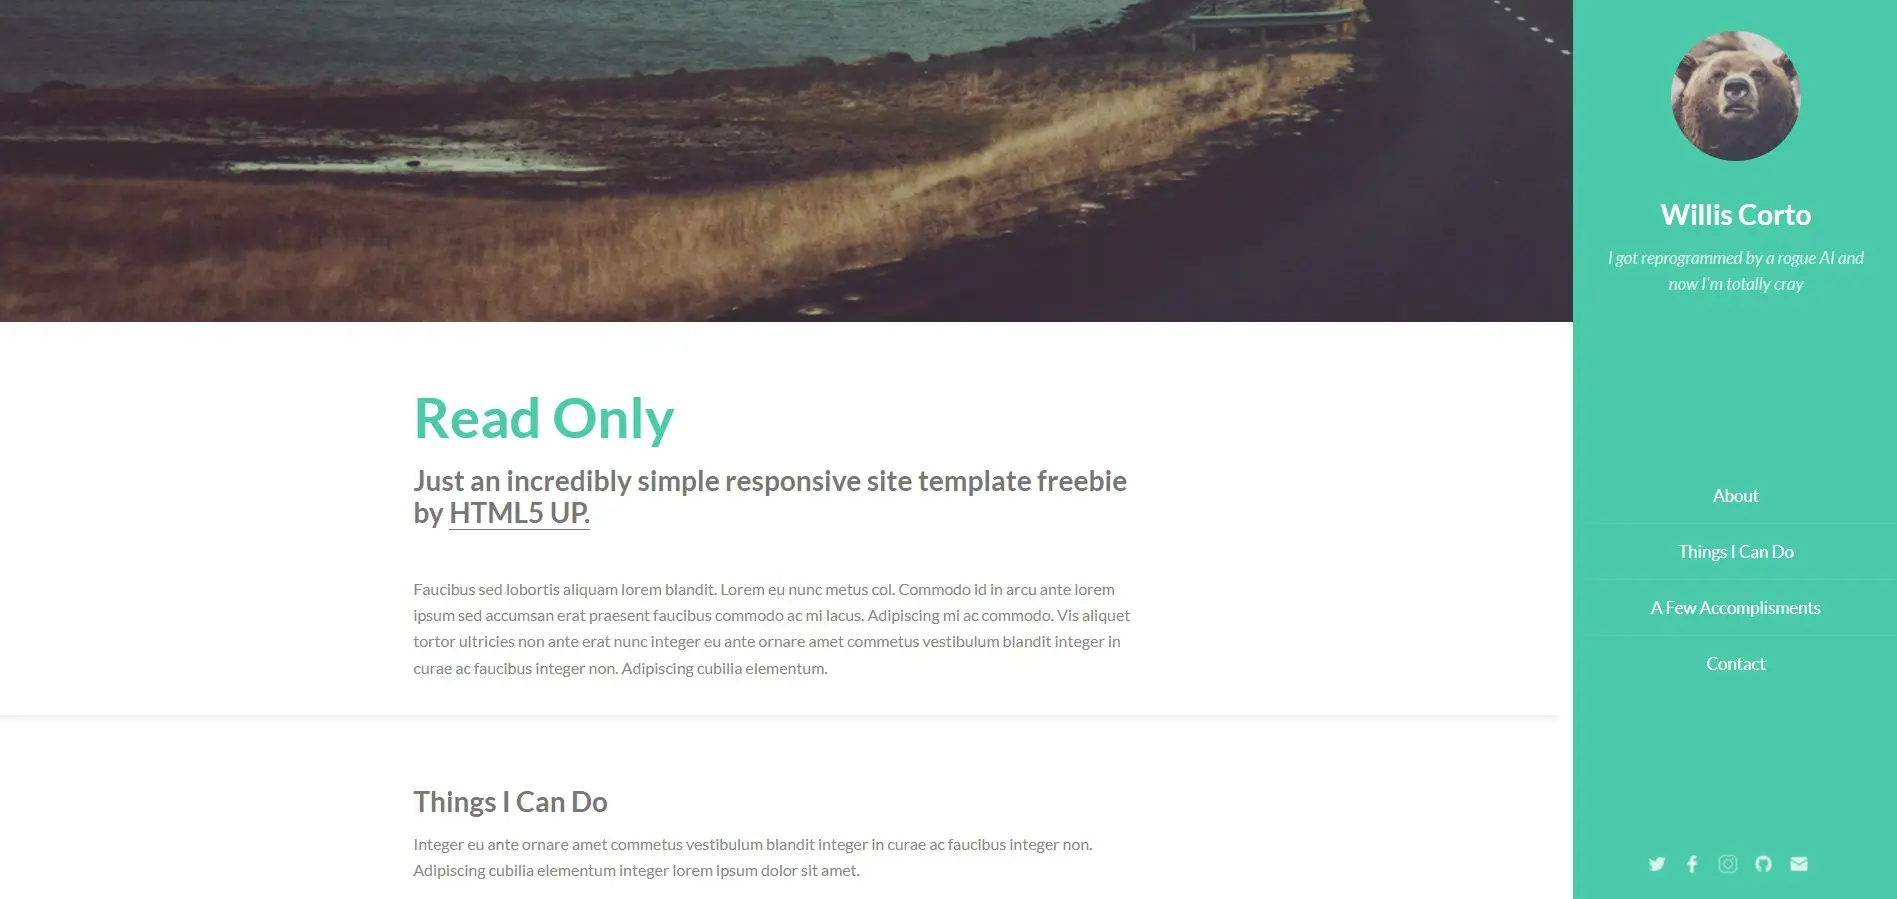 Read Only
Just an incredibly simple responsive site template freebie
by HTML5 UP.
Faucibus sed lobortis aliquam lorem blandit. Lorem eu nunc metus col. Commodo id in arcu ante lorem
ipsum sed accumsan erat praesent faucibus commodo ac mi lacus. Adipiscing mi ac commodo. Vis aliquet
tortor ultricies non ante erat nunc integer eu ante ornare amet commetus vestibulum blandit integer in
curae ac faucibus integer non. Adipiscing cubilia elementum.
Things I Can Do
Integer eu ante ornare amet commetus vestibulum blandit integer in curae ac faucibus integer non.
Adipiscing cubilia elementum integer lorem ipsum dolor sit amet.
Willis Corto
I got reprogrammed by a rogue AI and
now I'm totally cray
About
Things I Can Do
A Few Accomplisments
Contact